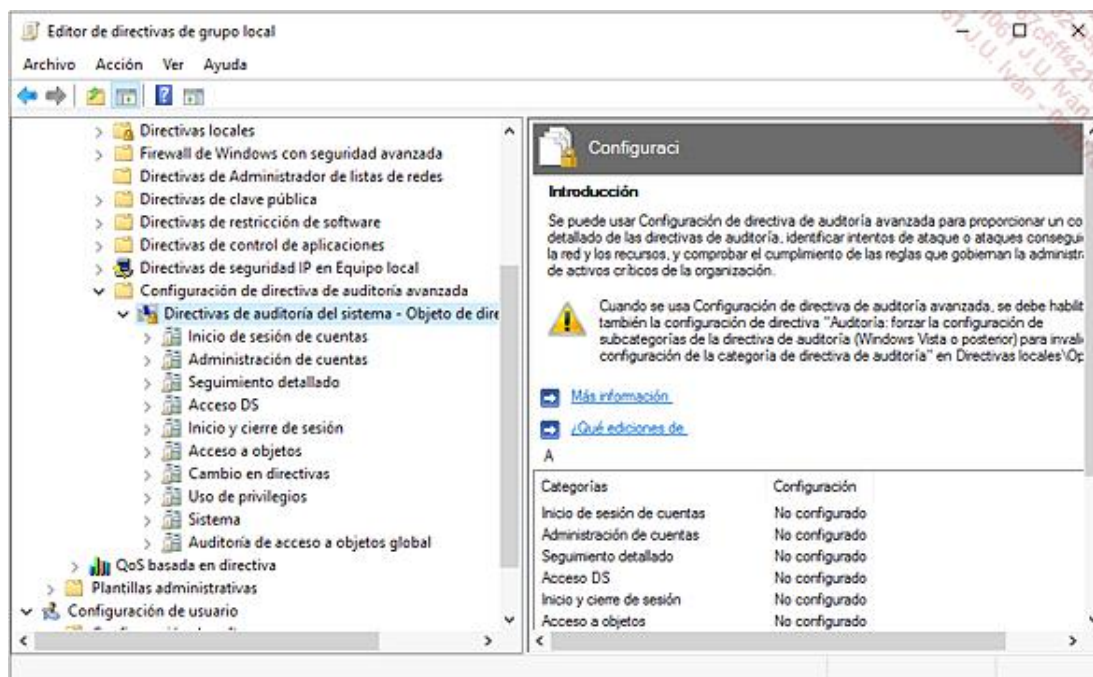 Editor de directivas de grupo local
Archivo Acción Ver Ayuda
Directivas locales
Firewall de Windows con seguridad avanzada
Directivas de Administrador de listas de redes
Directivas de clave pública
Directivas de restricción de software
Directivas de control de aplicaciones
Directivas de seguridad IP en Equipo local
Configuración de directiva de auditoría avanzada
Directivas de auditoría del sistema - Objeto de dire
Inicio de sesión de cuentas
Administración de cuentas
Seguimiento detallado
Acceso DS
Inicio y cierre de sesión
Acceso a objetos
Cambio en directivas
Uso de privilegios
Sistema
Auditoría de acceso a objetos global
QoS basada en directiva
Plantillas administrativas
Configuración de usuario
Configuraci
Introducción
Se puede usar Configuración de directiva de auditoría avanzada para proporcionar un co
detallado de las directivas de auditoría, identificar intentos de ataque o ataques consegui
la red y los recursos, y comprobar el cumplimiento de las reglas que gobiernan la administra
de activos críticos de la organización.
Cuando se usa Configuración de directiva de auditoría avanzada, se debe habilit
también la configuración de directiva "Auditoría: forzar la configuración de
subcategorías de la directiva de auditoría (Windows Vista o posterior) para invali
configuración de la categoría de directiva de auditoría" en Directivas locales\Op
Más información
¿Qué ediciones de
A
Categorías Configuración
Inicio de sesión de cuentas No configurado
Administración de cuentas No configurado
Seguimiento detallado No configurado
Acceso DS No configurado
Inicio y cierre de sesión No configurado
Acceso a objetos No configurado